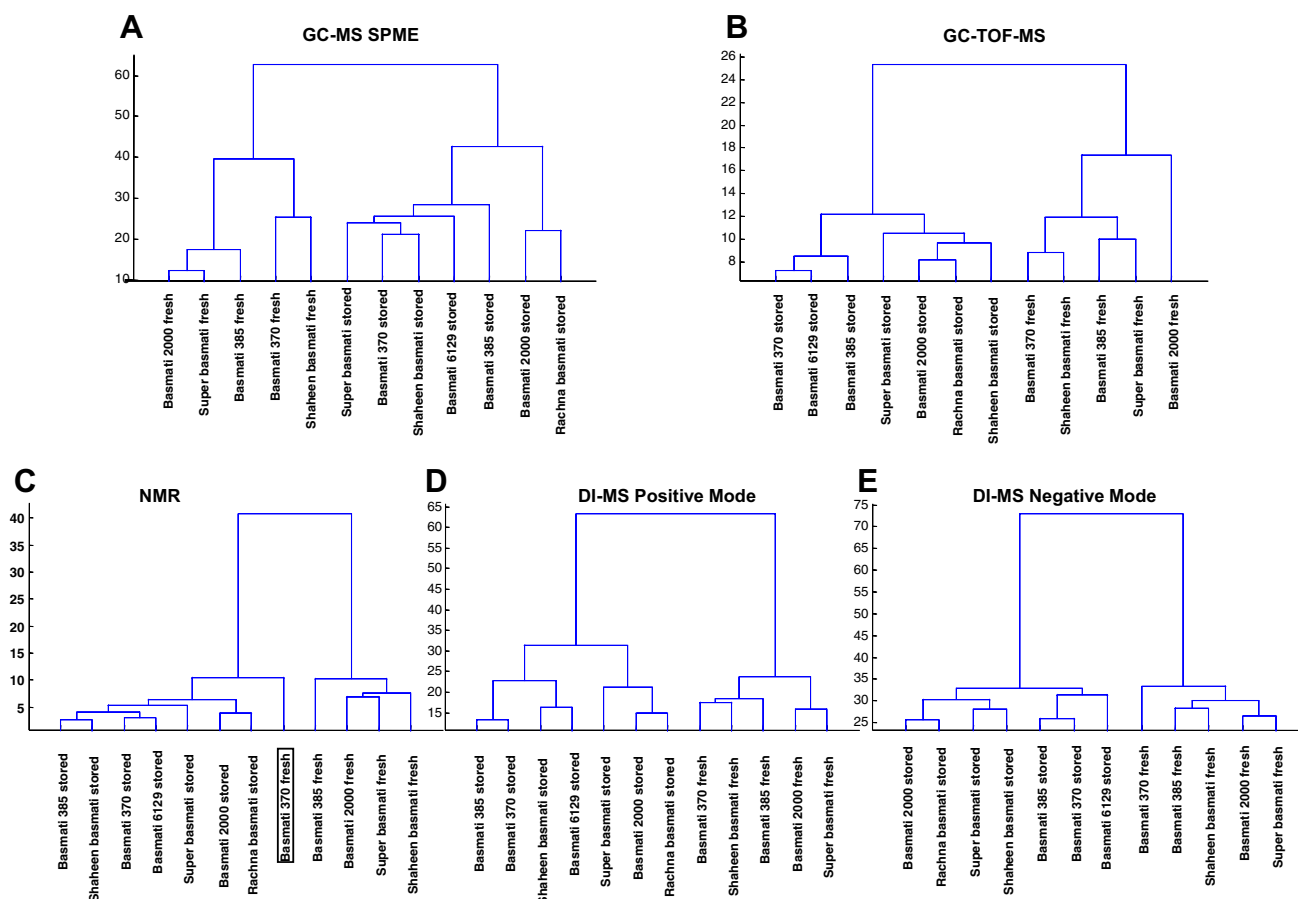 A
GC-MS SPME
60
50
40
30
20
10
Basmati 2000 fresh
Super basmati fresh
Basmati 385 fresh
Basmati 370 fresh
Shaheen basmati fresh
Super basmati stored
Basmati 370 stored
Shaheen basmati stored
Basmati 6129 stored
Basmati 385 stored
Basmati 2000 stored
Rachna basmati stored
B
GC-TOF-MS
26
24
22
20
18
16
14
12
10
8
Basmati 370 stored
Basmati 6129 stored
Basmati 385 stored
Super basmati stored
Basmati 2000 stored
Rachna basmati stored
Shaheen basmati stored
Basmati 370 fresh
Shaheen basmati fresh
Basmati 385 fresh
Super basmati fresh
Basmati 2000 fresh
C
NMR
40
35
30
25
20
15
10
5
Basmati 385 stored
Shaheen basmati stored
Basmati 370 stored
Basmati 6129 stored
Super basmati stored
Basmati 2000 stored
Rachna basmati stored
Basmati 370 fresh
Basmati 385 fresh
Basmati 2000 fresh
Super basmati fresh
Shaheen basmati fresh
D
DI-MS Positive Mode
65
60
55
50
45
40
35
30
25
20
15
Basmati 385 stored
Basmati 370 stored
Shaheen basmati stored
Basmati 6129 stored
Super basmati stored
Basmati 2000 stored
Rachna basmati stored
Basmati 370 fresh
Shaheen basmati fresh
Basmati 385 fresh
Basmati 2000 fresh
Super basmati fresh
E
DI-MS Negative Mode
75
70
65
60
55
50
45
40
35
30
25
Basmati 2000 stored
Rachna basmati stored
Super basmati stored
Shaheen basmati stored
Basmati 385 stored
Basmati 370 stored
Basmati 6129 stored
Basmati 370 fresh
Basmati 385 fresh
Shaheen basmati fresh
Basmati 2000 fresh
Super basmati fresh